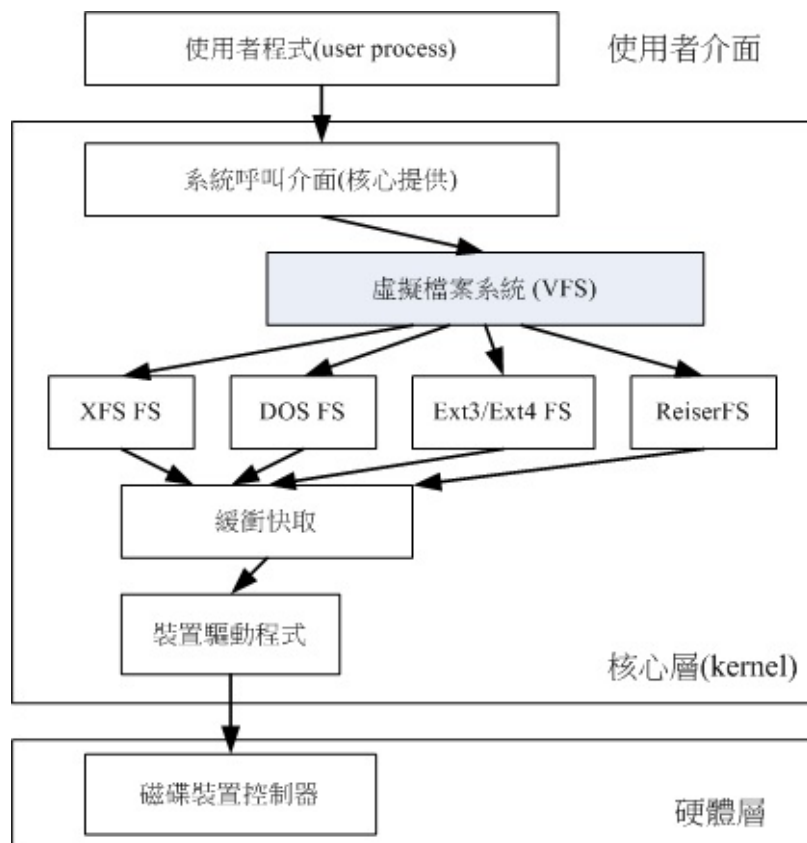 使用者程式(user process)
使用者介面
系統呼叫介面(核心提供)
虛擬檔案系統 (VFS)
XFS FS
DOS FS
Ext3/Ext4 FS
ReiserFS
緩衝快取
裝置驅動程式
核心層(kernel)
磁碟裝置控制器
硬體層